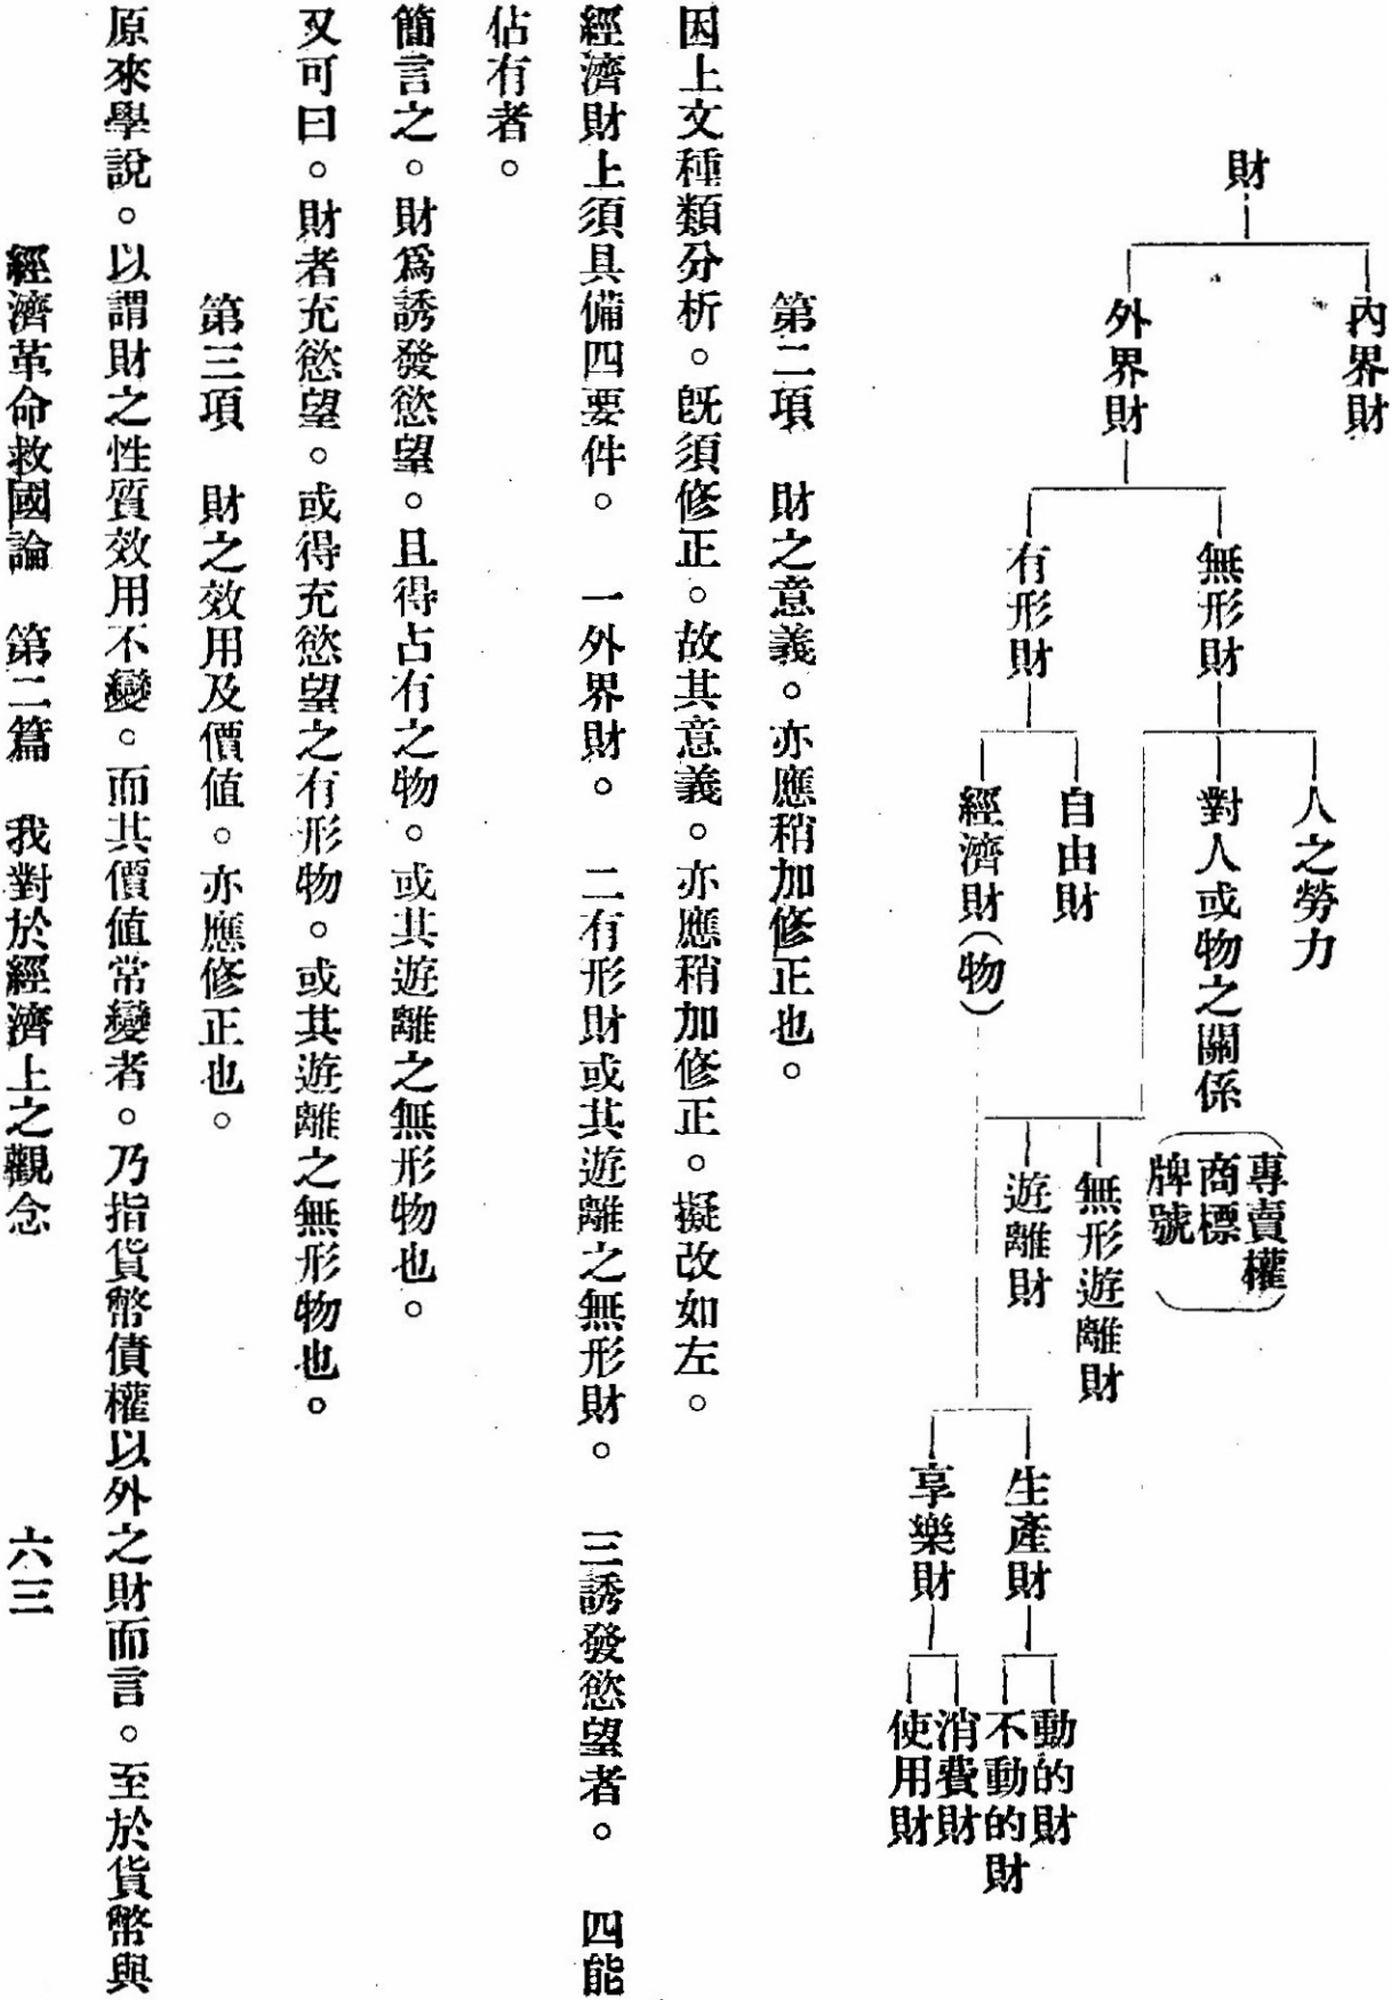 財
內界財
外界財
無形財
有形財
人之勞力
對人或物之關係
專賣權
商標
牌號
自由財
經濟財（物）
無形遊離財
遊離財
生產財
享樂財
動的財
不動的財
消費財
使用財
第二項　財之意義。亦應稍加修正也。
因上文種類分析。旣須修正。故其意義。亦應稍加修正。擬改如左。
經濟財上須具備四要件。　一外界財。　二有形財或其遊離之無形財。　三誘發慾望者。　四能
佔有者。
簡言之。財爲誘發慾望。且得占有之物。或其遊離之無形物也。
又可曰。財者充慾望。或得充慾望之有形物。或其遊離之無形物也。
第三項　財之效用及價值。亦應修正也。
原來學說。以謂財之性質效用不變。而其價值常變者。乃指貨幣債權以外之財而言。至於貨幣與
經濟革命救國論　第二篇　我對於經濟上之觀念　六三